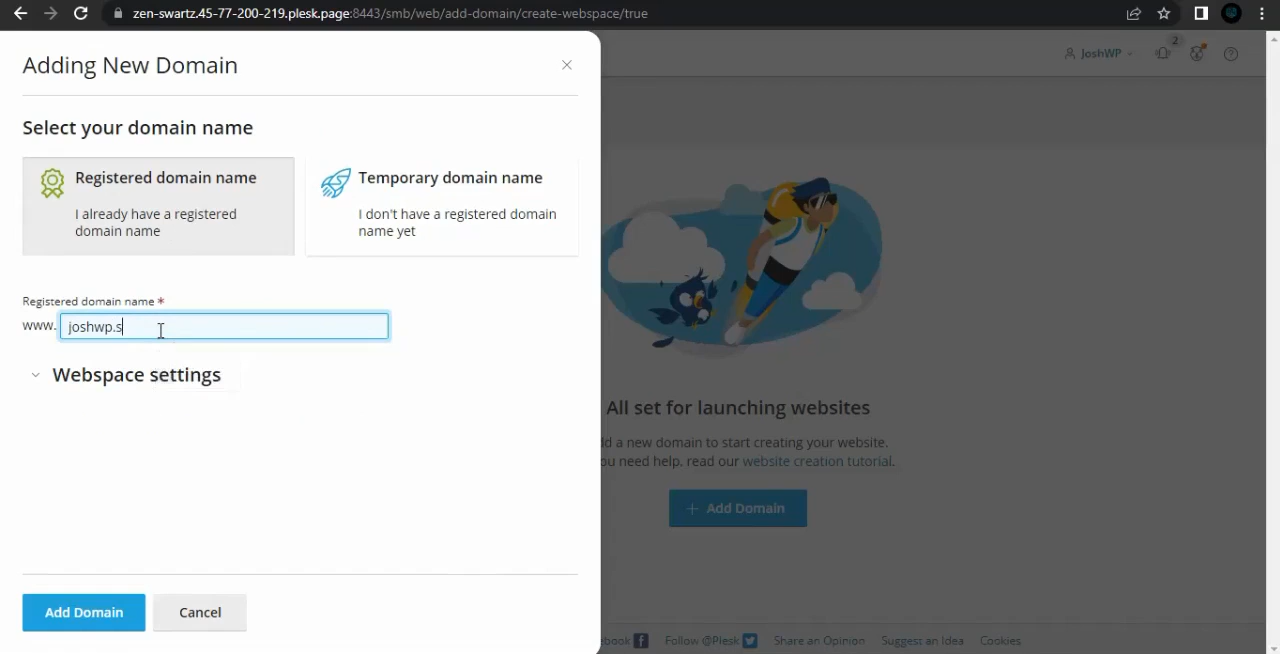 zen-swartz.45-77-200-219.plesk.page:8443/smb/web/add-domain/create-webspace/true
Adding New Domain
JoshWP
2
Select your domain name
Registered domain name
I already have a registered
domain name
Temporary domain name
I don't have a registered domain
name yet
Registered domain name *
www. joshwp.s
Webspace settings
All set for launching websites
dd a new domain to start creating your website.
ou need help, read our website creation tutorial.
+ Add Domain
Add Domain
Cancel
ebook
Follow @Plesk
Share an Opinion
Suggest an Idea
Cookies